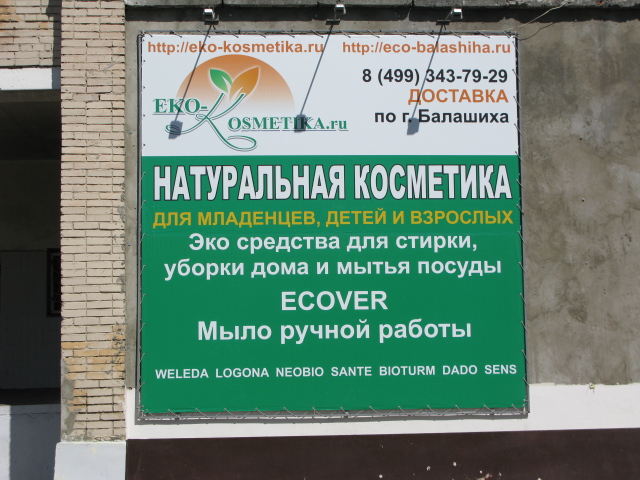 http://eko-kosmetika.ru http://eco-balashiha.ru
8 (499) 343-79-29
ДОСТАВКА
по г. Балашиха
EKO-
KOSMETIKA.ru
НАТУРАЛЬНАЯ КОСМЕТИКА
ДЛЯ МЛАДЕНЦЕВ, ДЕТЕЙ И ВЗРОСЛЫХ
Эко средства для стирки,
уборки дома и мытья посуды
ECOVER
Мыло ручной работы
WELEDA LOGONA NEOBIO SANTE BIOTURM DADO SENS